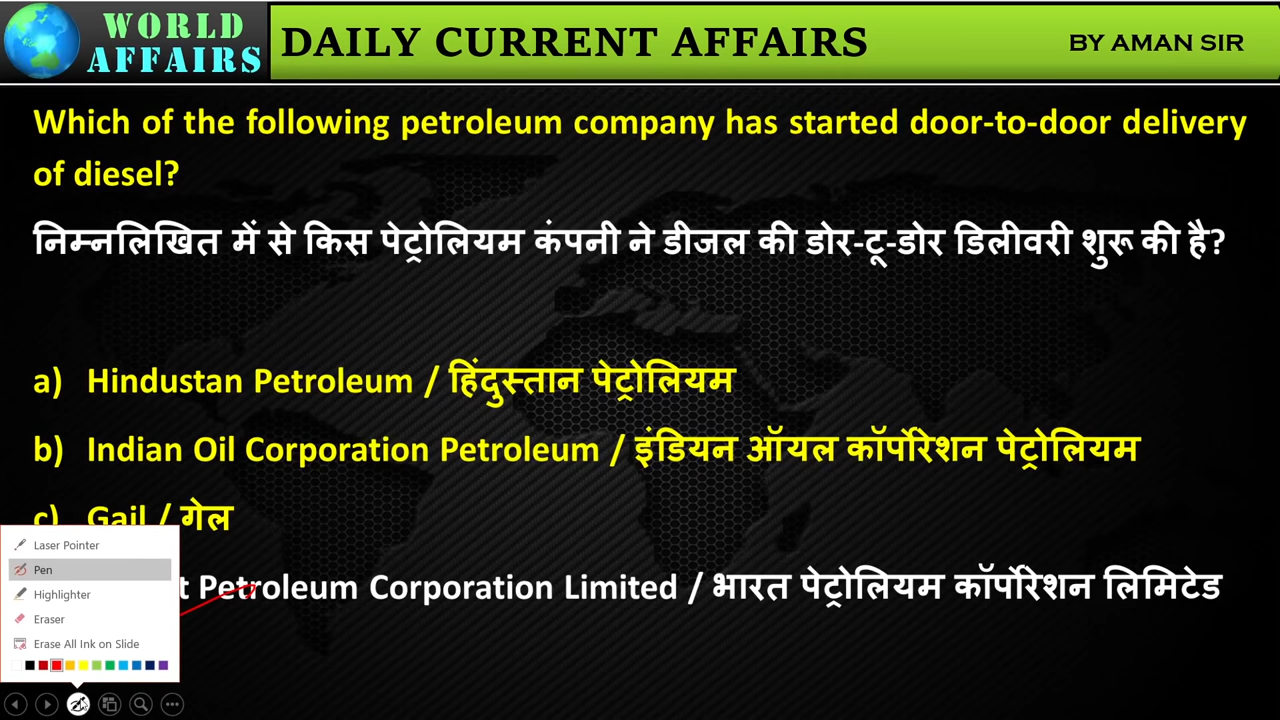 WORLD
AFFAIRS
DAILY CURRENT AFFAIRS
BY AMAN SIR
Which of the following petroleum company has started door-to-door delivery
of diesel?
निम्नलिखित में से किस पेट्रोलियम कंपनी ने डीजल की डोर-टू-डोर डिलीवरी शुरू की है?
a) Hindustan Petroleum / हिंदुस्तान पेट्रोलियम
b) Indian Oil Corporation Petroleum / इंडियन ऑयल कॉर्पोरेशन पेट्रोलियम
c) Gail / गेल
t Petroleum Corporation Limited / भारत पेट्रोलियम कॉर्पोरेशन लिमिटेड
Laser Pointer
Pen
Highlighter
Eraser
Erase All Ink on Slide